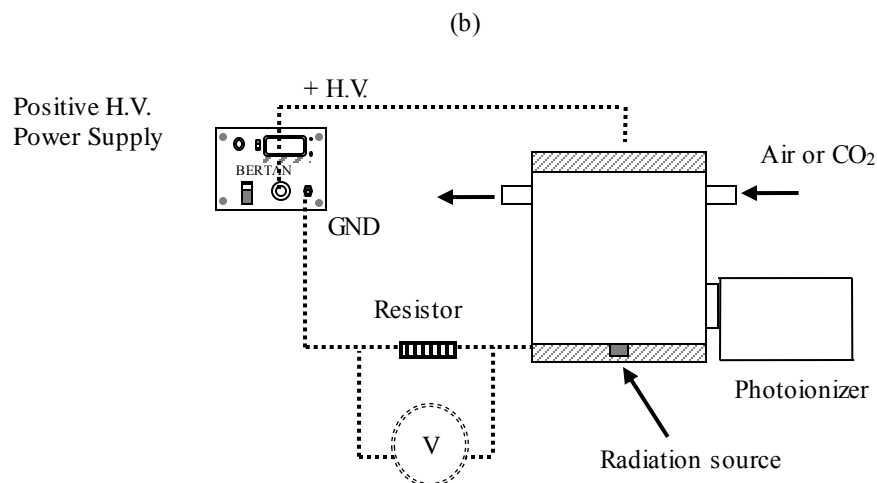 (b)
+ H.V.
Positive H.V.
Power Supply
BERTAN
Air or CO₂
GND
Resistor
Photoionizer
V
Radiation source